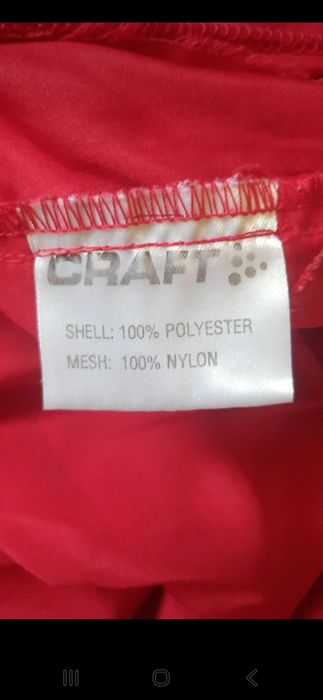 CRAFT
SHELL: 100% POLYESTER
MESH: 100% NYLON